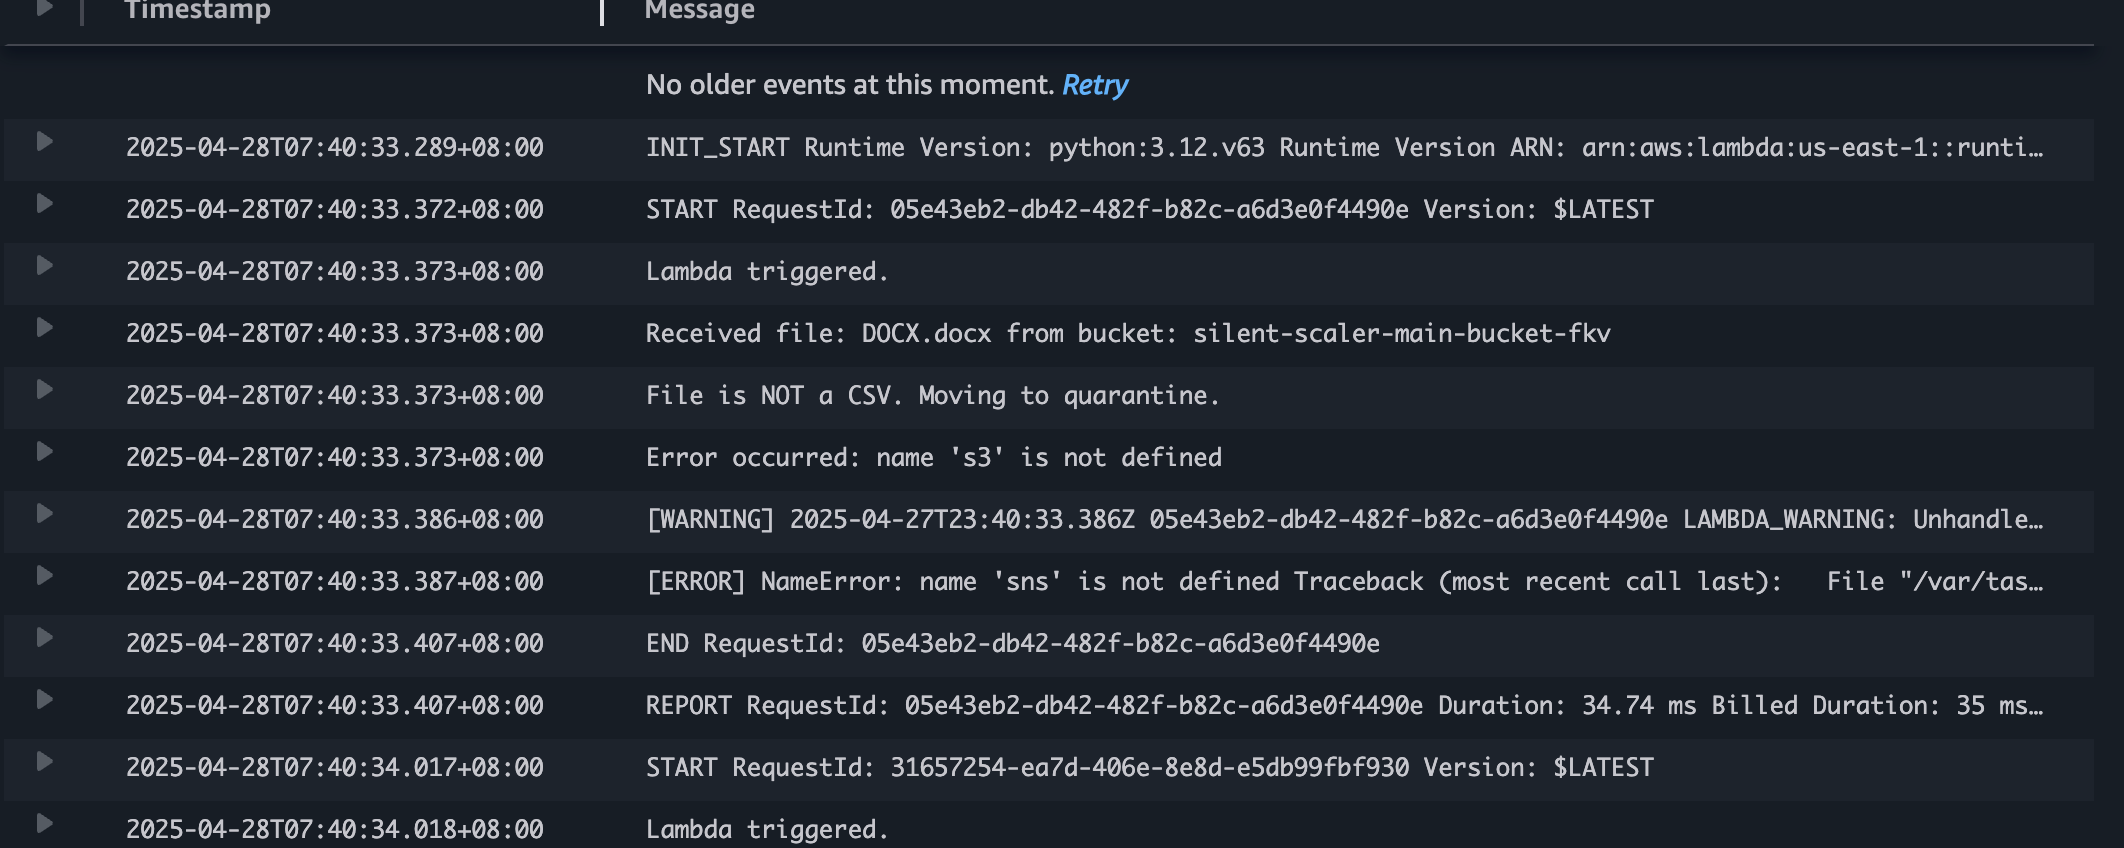 Timestamp Message
No older events at this moment. Retry
2025-04-28T07:40:33.289+08:00 INIT_START Runtime Version: python:3.12.v63 Runtime Version ARN: arn:aws:lambda:us-east-1::runti…
2025-04-28T07:40:33.372+08:00 START RequestId: 05e43eb2-db42-482f-b82c-a6d3e0f4490e Version: $LATEST
2025-04-28T07:40:33.373+08:00 Lambda triggered.
2025-04-28T07:40:33.373+08:00 Received file: DOCX.docx from bucket: silent-scaler-main-bucket-fkv
2025-04-28T07:40:33.373+08:00 File is NOT a CSV. Moving to quarantine.
2025-04-28T07:40:33.373+08:00 Error occurred: name 's3' is not defined
2025-04-28T07:40:33.386+08:00 [WARNING] 2025-04-27T23:40:33.386Z 05e43eb2-db42-482f-b82c-a6d3e0f4490e LAMBDA_WARNING: Unhandle…
2025-04-28T07:40:33.387+08:00 [ERROR] NameError: name 'sns' is not defined Traceback (most recent call last): File "/var/tas…
2025-04-28T07:40:33.407+08:00 END RequestId: 05e43eb2-db42-482f-b82c-a6d3e0f4490e
2025-04-28T07:40:33.407+08:00 REPORT RequestId: 05e43eb2-db42-482f-b82c-a6d3e0f4490e Duration: 34.74 ms Billed Duration: 35 ms…
2025-04-28T07:40:34.017+08:00 START RequestId: 31657254-ea7d-406e-8e8d-e5db99fbf930 Version: $LATEST
2025-04-28T07:40:34.018+08:00 Lambda triggered.